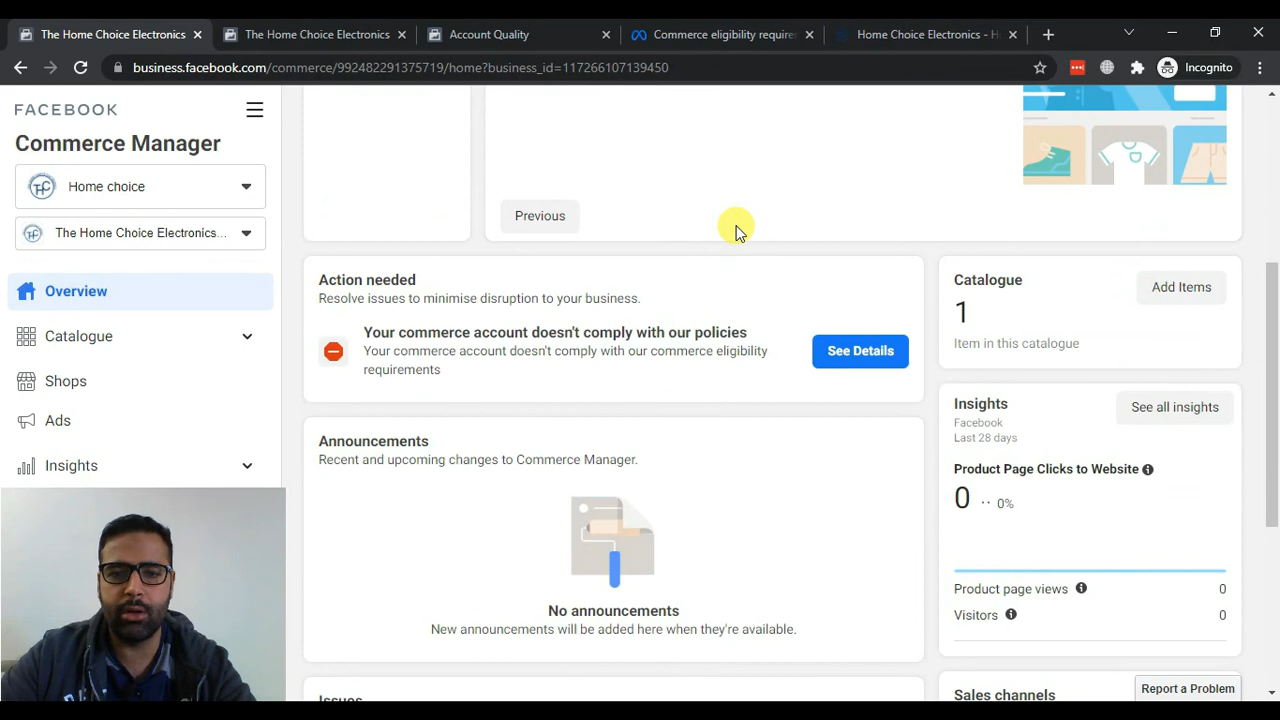 The Home Choice Electronics
The Home Choice Electronics
Account Quality
Commerce eligibility require
Home Choice Electronics - H
business.facebook.com/commerce/992482291375719/home?business_id=117266107139450
Incognito
FACEBOOK
Commerce Manager
THC
Home choice
The Home Choice Electronics...
Overview
Catalogue
Shops
Ads
Insights
Previous
Action needed
Resolve issues to minimise disruption to your business.
Your commerce account doesn't comply with our policies
Your commerce account doesn't comply with our commerce eligibility
requirements
See Details
Announcements
Recent and upcoming changes to Commerce Manager.
No announcements
New announcements will be added here when they're available.
Issues
Catalogue
Add Items
1
Item in this catalogue
Insights
See all insights
Facebook
Last 28 days
Product Page Clicks to Website
0 -- 0%
Product page views 0
Visitors 0
Sales channels
Report a Problem